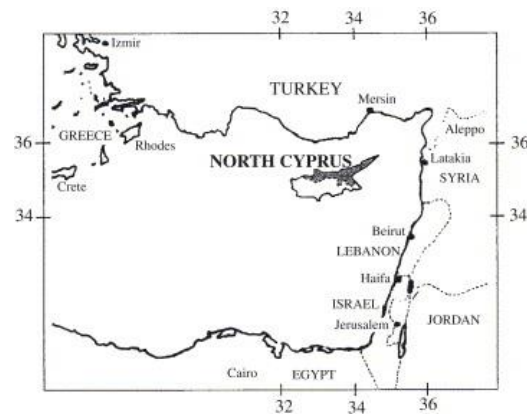 32 34 36
Izmir
TURKEY
Mersin
GREECE
Rhodes
Aleppo
36 36
NORTH CYPRUS
Latakia
SYRIA
Crete
34 34
Beirut
LEBANON
Haifa
ISRAEL
JORDAN
Jerusalem
Cairo EGYPT
32 34 36